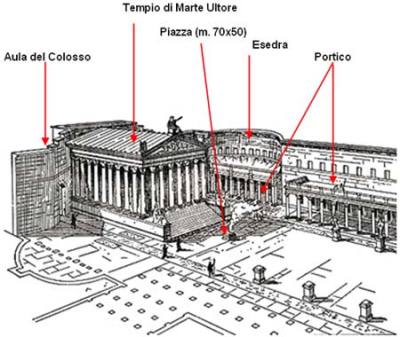 Tempio di Marte Ultore
Piazza (m. 70x50)
Esedra
Aula del Colosso
Portico